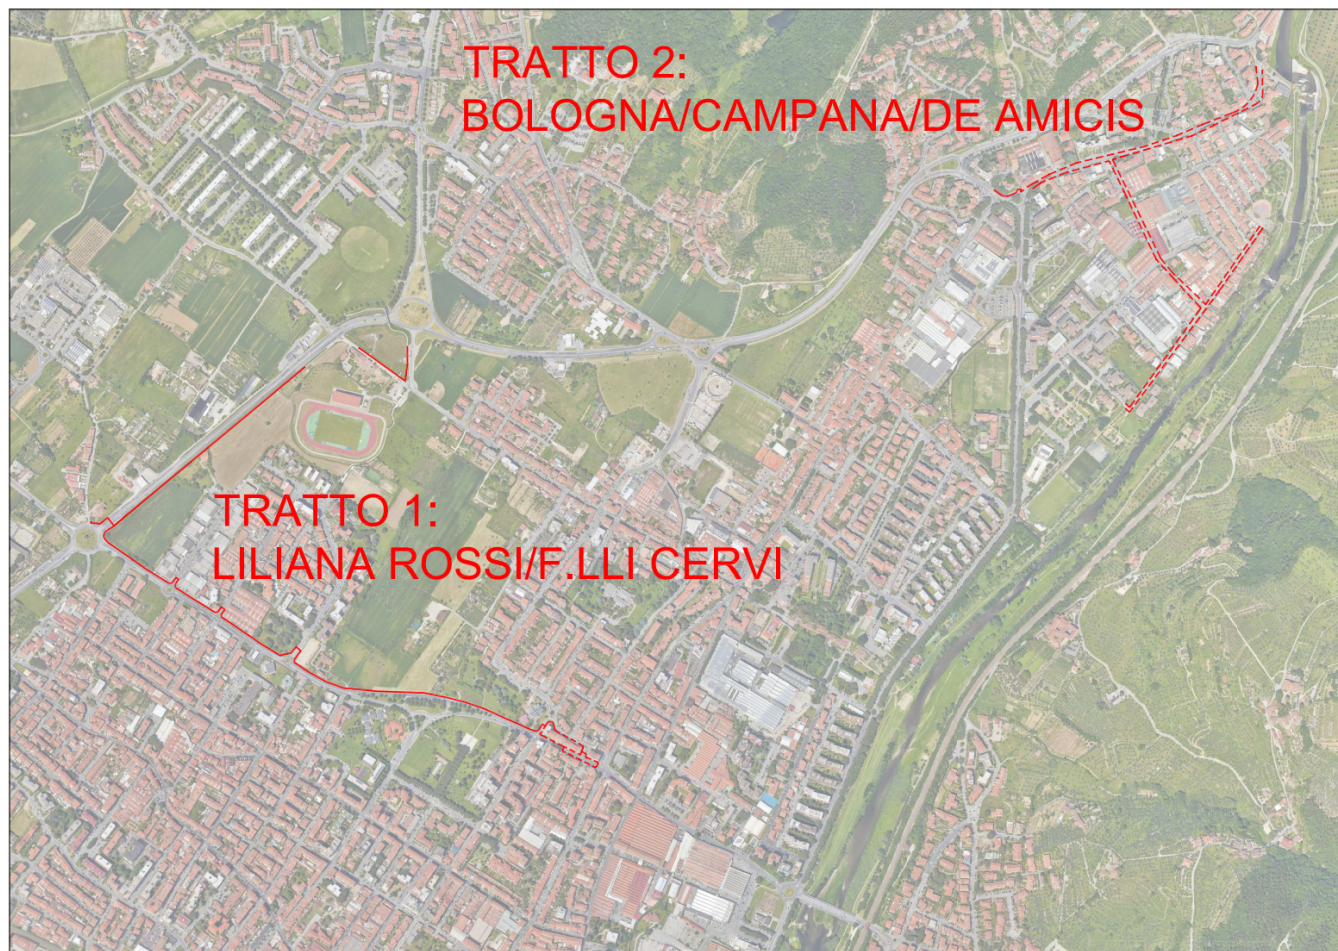 TRATTO 2:
BOLOGNA/CAMPANA/DE AMICIS
TRATTO 1:
LILIANA ROSSI/F.LLI CERVI